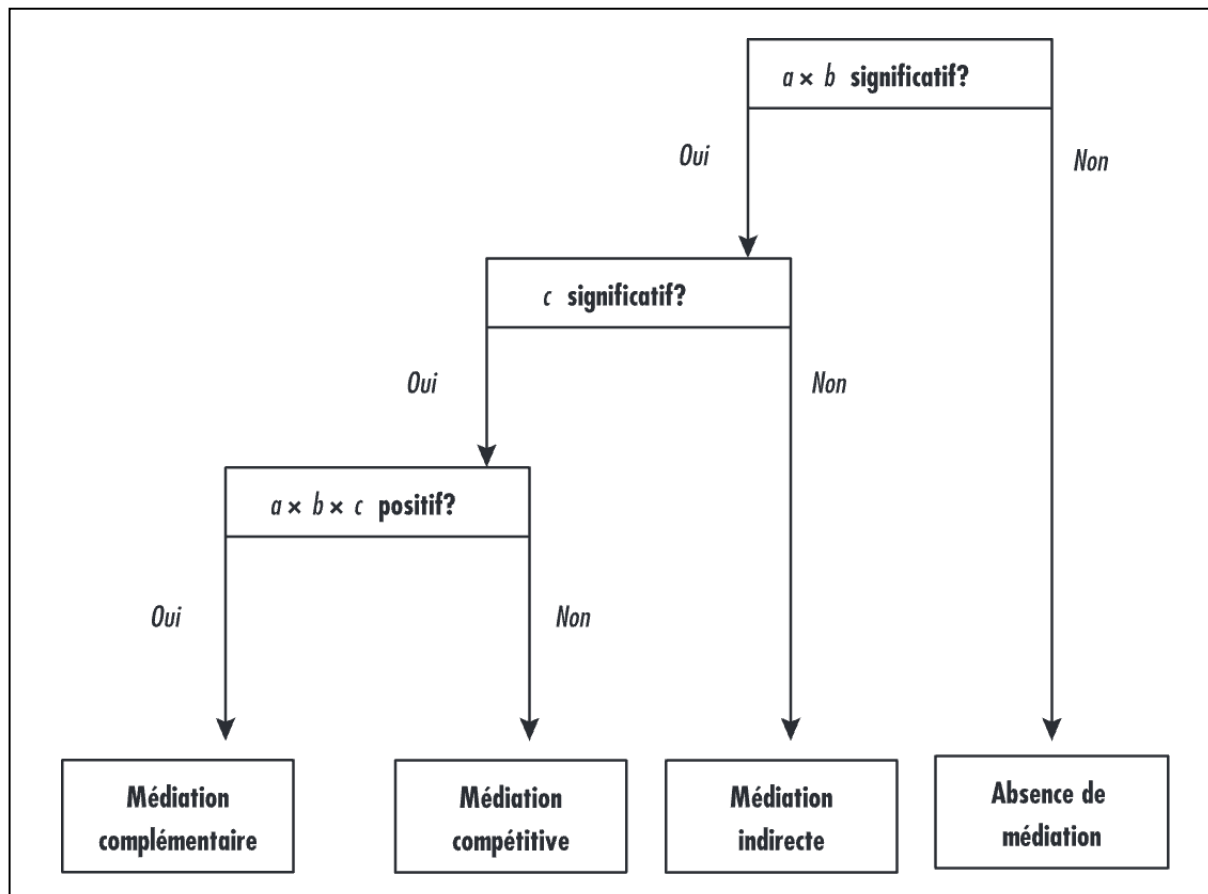 a × b significatif?
Oui
Non
c significatif?
Oui
Non
a × b × c positif?
Oui
Non
Médiation
complémentaire
Médiation
compétitive
Médiation
indirecte
Absence de
médiation